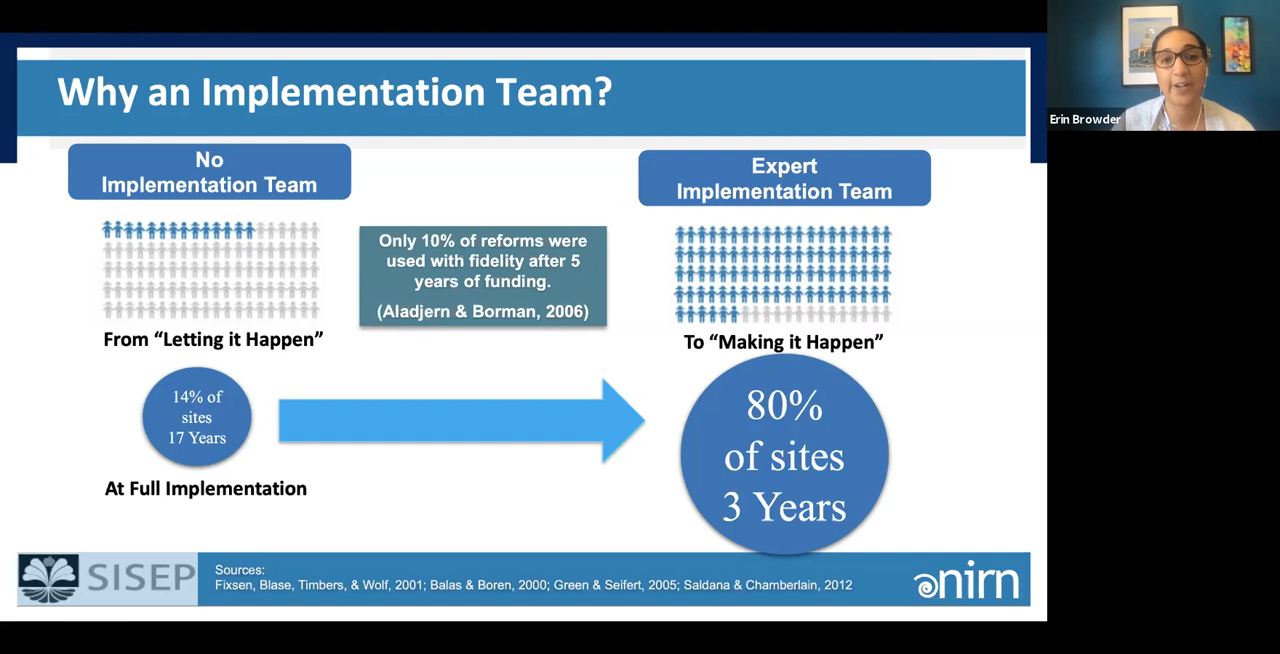 Why an Implementation Team?
No
Implementation Team
Expert
Implementation Team
Only 10% of reforms were
used with fidelity after 5
years of funding.
(Aladjern & Borman, 2006)
From “Letting it Happen”
To “Making it Happen”
14% of
sites
17 Years
80%
of sites
3 Years
At Full Implementation
SISEP
Sources:
Fixsen, Blase, Timbers, & Wolf, 2001; Balas & Boren, 2000; Green & Seifert, 2005; Saldana & Chamberlain, 2012
nirn
Erin Browder